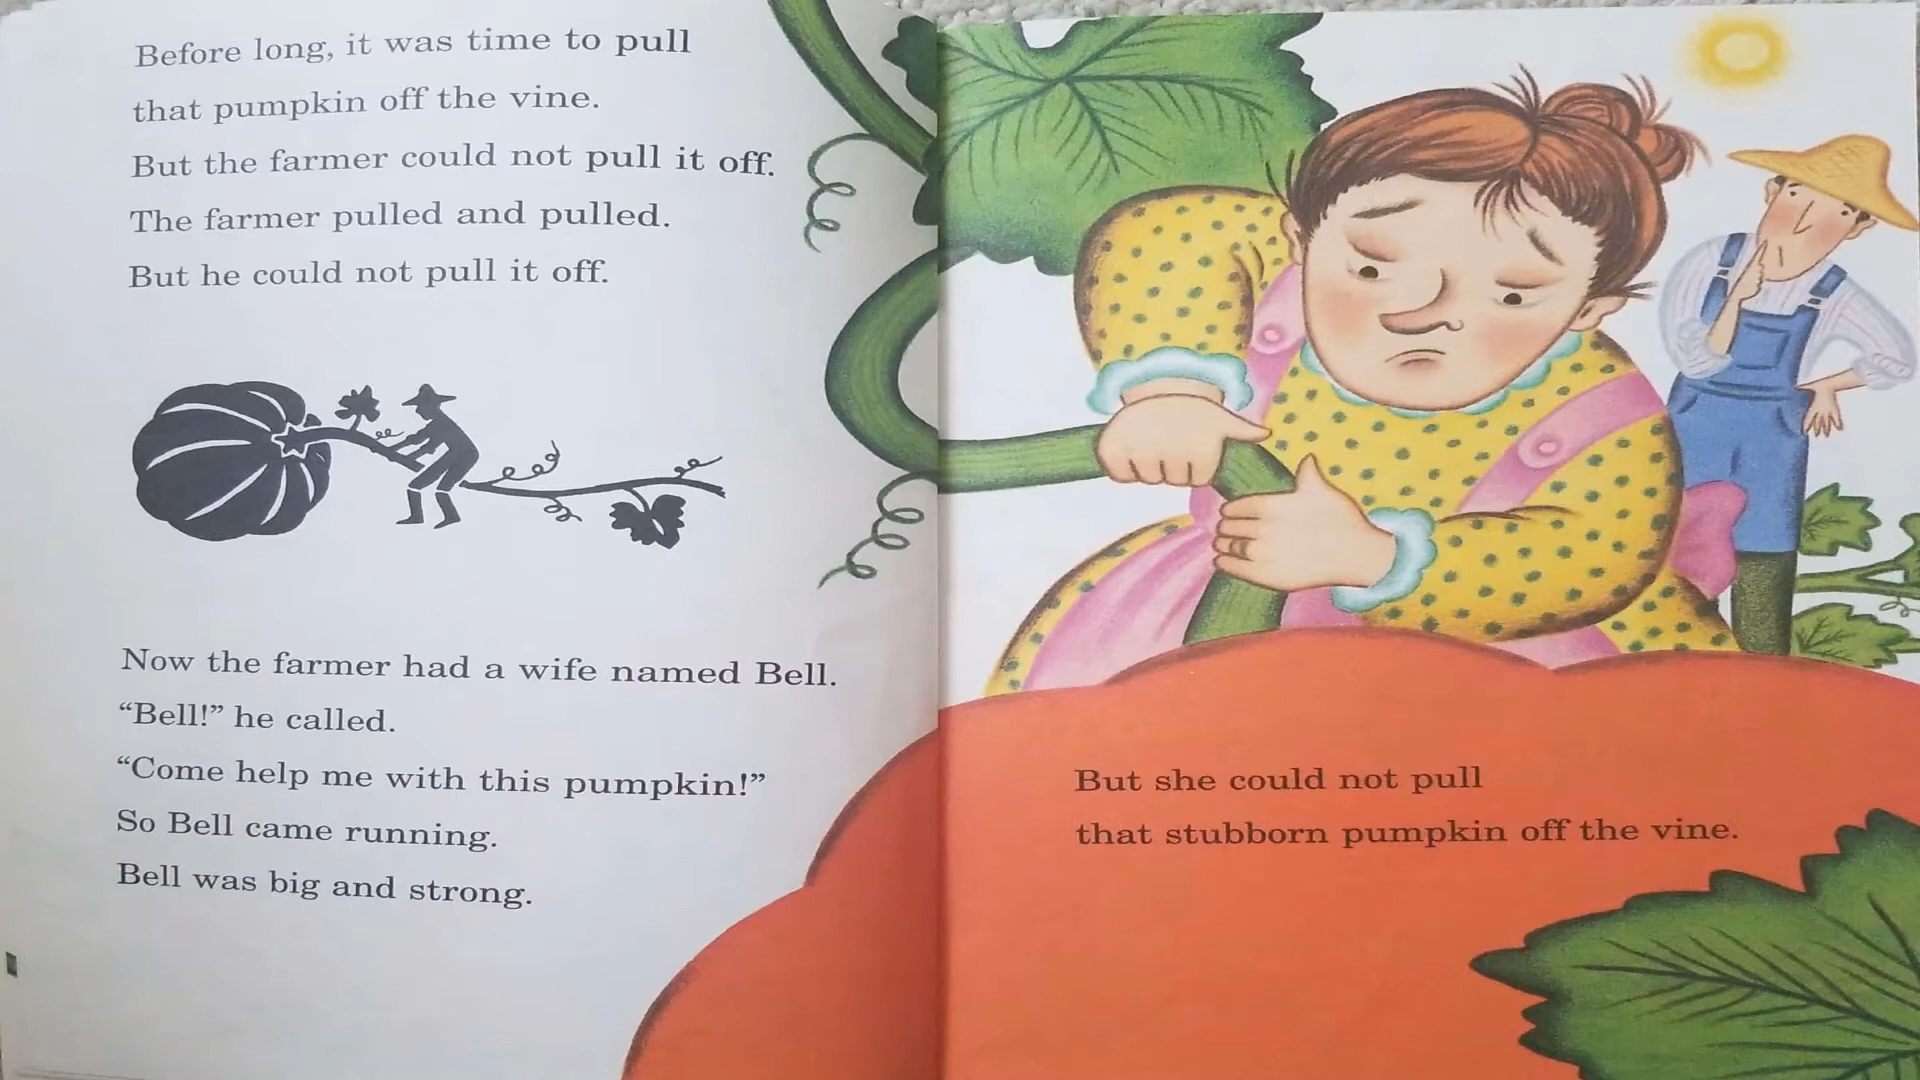 Before long, it was time to pull
that pumpkin off the vine.
But the farmer could not pull it off.
The farmer pulled and pulled.
But he could not pull it off.
Now the farmer had a wife named Bell.
“Bell!” he called.
“Come help me with this pumpkin!”
So Bell came running.
Bell was big and strong.
But she could not pull
that stubborn pumpkin off the vine.